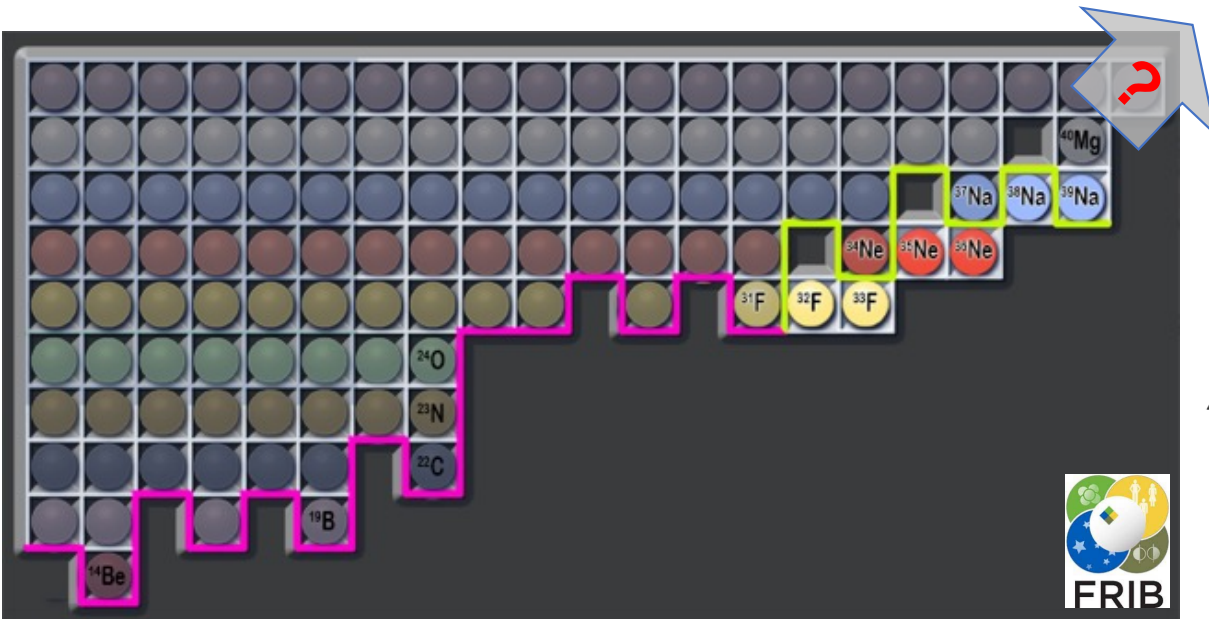 ?
⁴⁰Mg
³⁷Na ³⁸Na ³⁹Na
³⁴Ne ³⁵Ne ³⁶Ne
³¹F ³²F ³³F
²⁴O
²³N
²²C
¹⁹B
¹⁴Be
FRIB